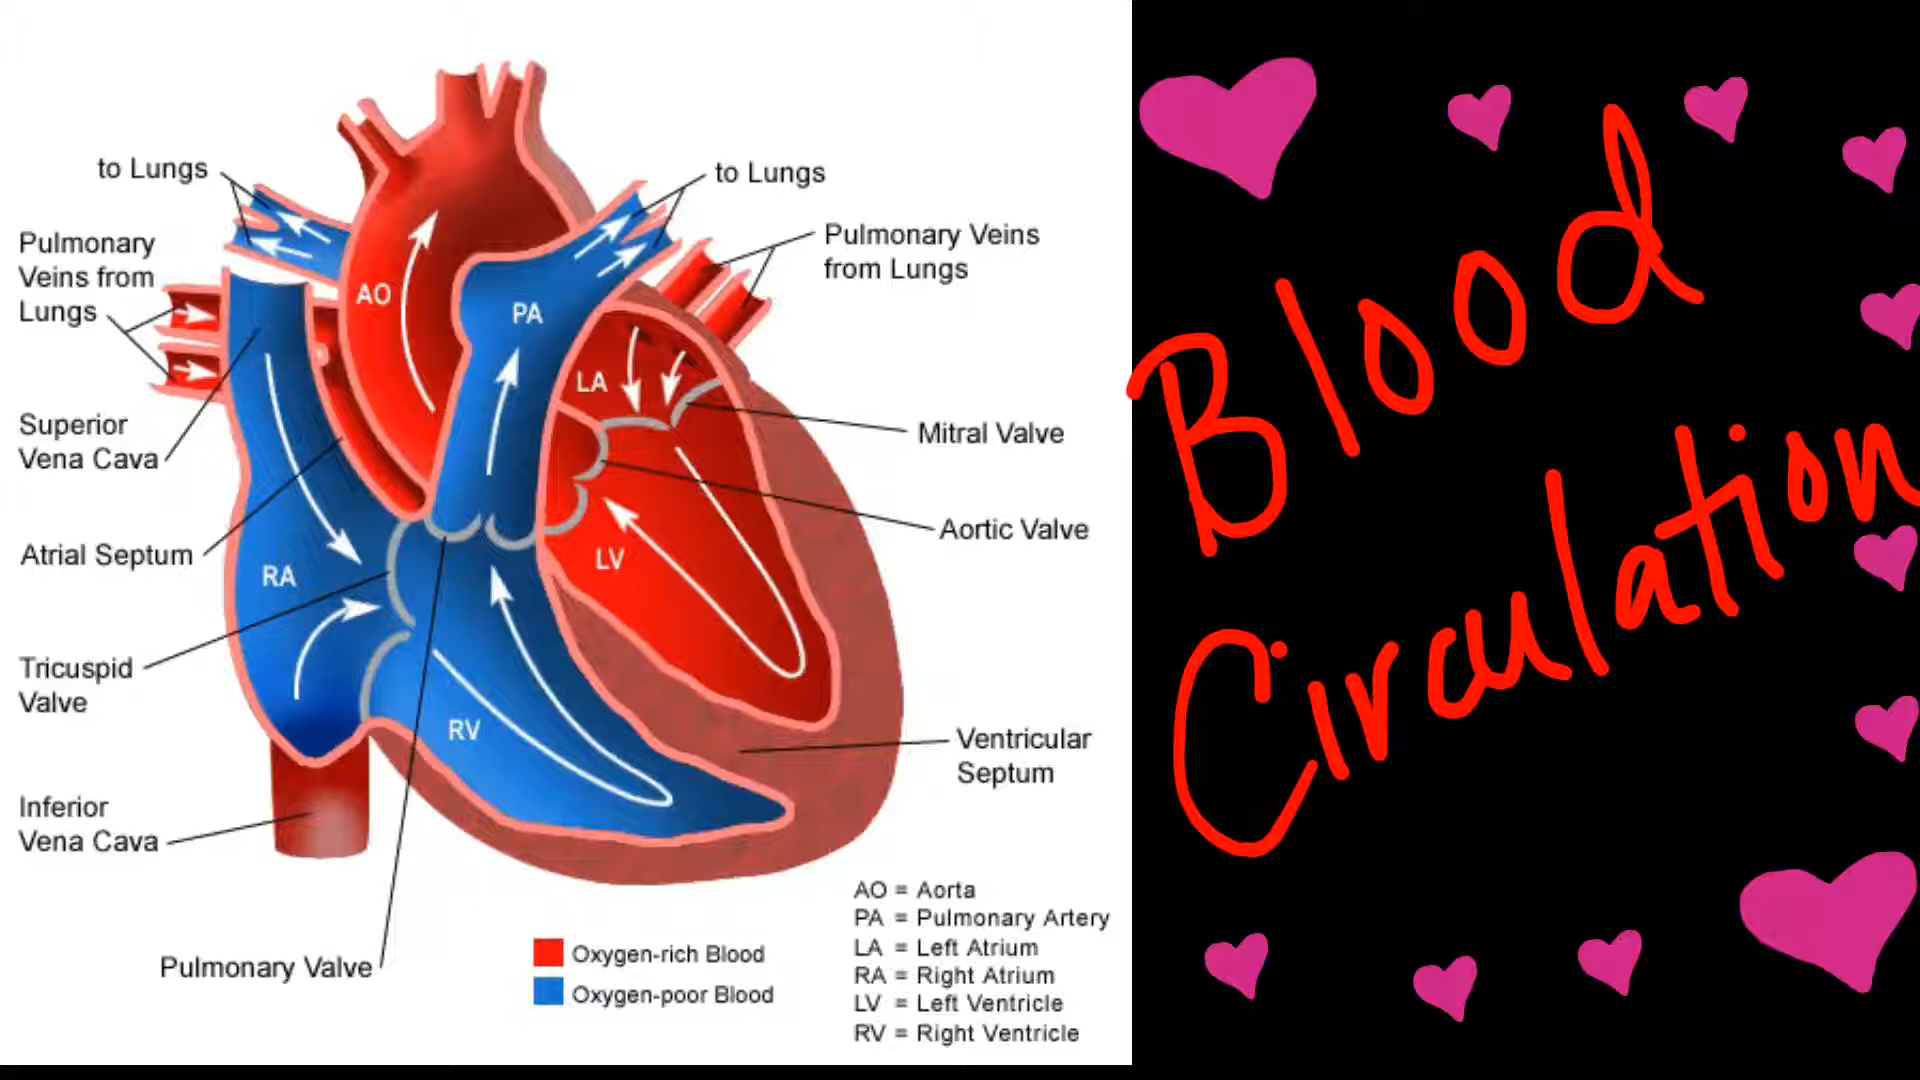 to Lungs
to Lungs
Pulmonary
Veins from
Lungs
Pulmonary Veins
from Lungs
AO
PA
LA
Superior
Vena Cava
Mitral Valve
Atrial Septum
Aortic Valve
RA
LV
Tricuspid
Valve
RV
Ventricular
Septum
Inferior
Vena Cava
Pulmonary Valve
Oxygen-rich Blood
Oxygen-poor Blood
AO = Aorta
PA = Pulmonary Artery
LA = Left Atrium
RA = Right Atrium
LV = Left Ventricle
RV = Right Ventricle
Blood
Circulation